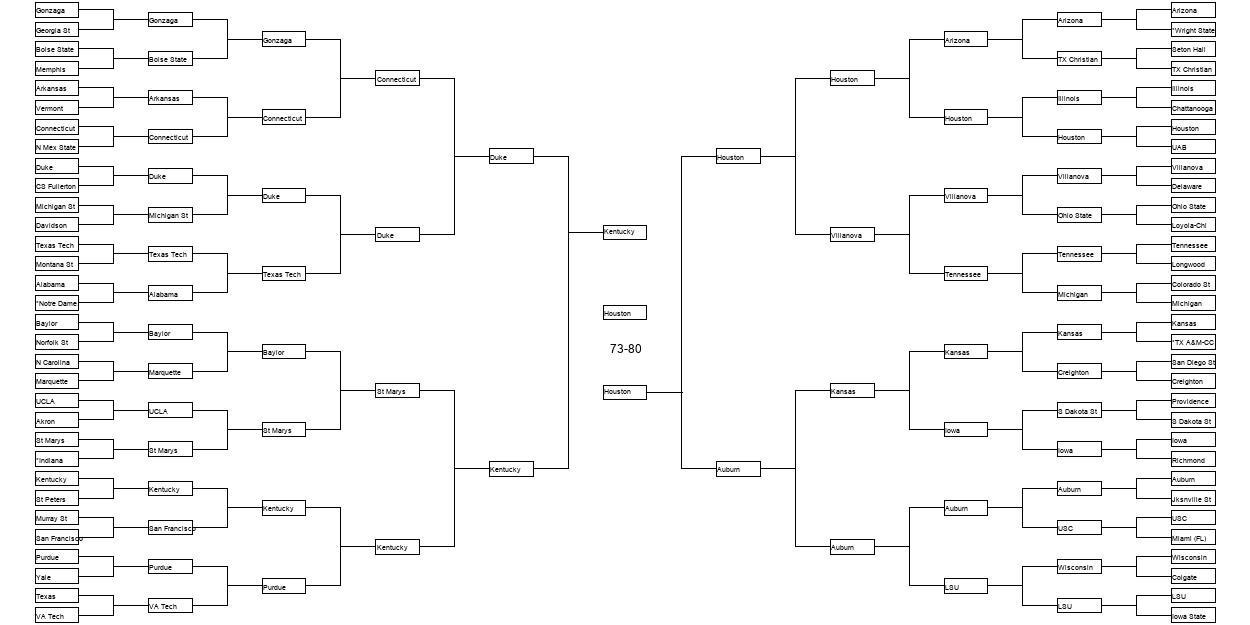 Gonzaga
Georgia St
Boise State
Memphis
Arkansas
Vermont
Connecticut
N Mex State
Duke
CS Fullerton
Michigan St
Davidson
Texas Tech
Montana St
Alabama
*Notre Dame
Baylor
Norfolk St
N Carolina
Marquette
UCLA
Akron
St Marys
*Indiana
Kentucky
St Peters
Murray St
San Francisco
Purdue
Yale
Texas
VA Tech
Gonzaga
Boise State
Arkansas
Connecticut
Duke
Michigan St
Texas Tech
Alabama
Baylor
Marquette
UCLA
St Marys
Kentucky
San Francisco
Purdue
VA Tech
Gonzaga
Connecticut
Duke
Texas Tech
Baylor
St Marys
Kentucky
Purdue
Connecticut
Duke
St Marys
Kentucky
Duke
Kentucky
Kentucky
Houston
73-80
Houston
Houston
Auburn
Houston
Villanova
Kansas
Auburn
Arizona
Houston
Villanova
Tennessee
Kansas
Iowa
Auburn
LSU
Arizona
TX Christian
Illinois
Houston
Villanova
Ohio State
Tennessee
Michigan
Kansas
Creighton
S Dakota St
Iowa
Auburn
USC
Wisconsin
LSU
Arizona
*Wright State
Seton Hall
TX Christian
Illinois
Chattanooga
Houston
UAB
Villanova
Delaware
Ohio State
Loyola-Chi
Tennessee
Longwood
Colorado St
Michigan
Kansas
*TX A&M-CC
San Diego St
Creighton
Providence
S Dakota St
Iowa
Richmond
Auburn
Jksnville St
USC
Miami (FL)
Wisconsin
Colgate
LSU
Iowa State